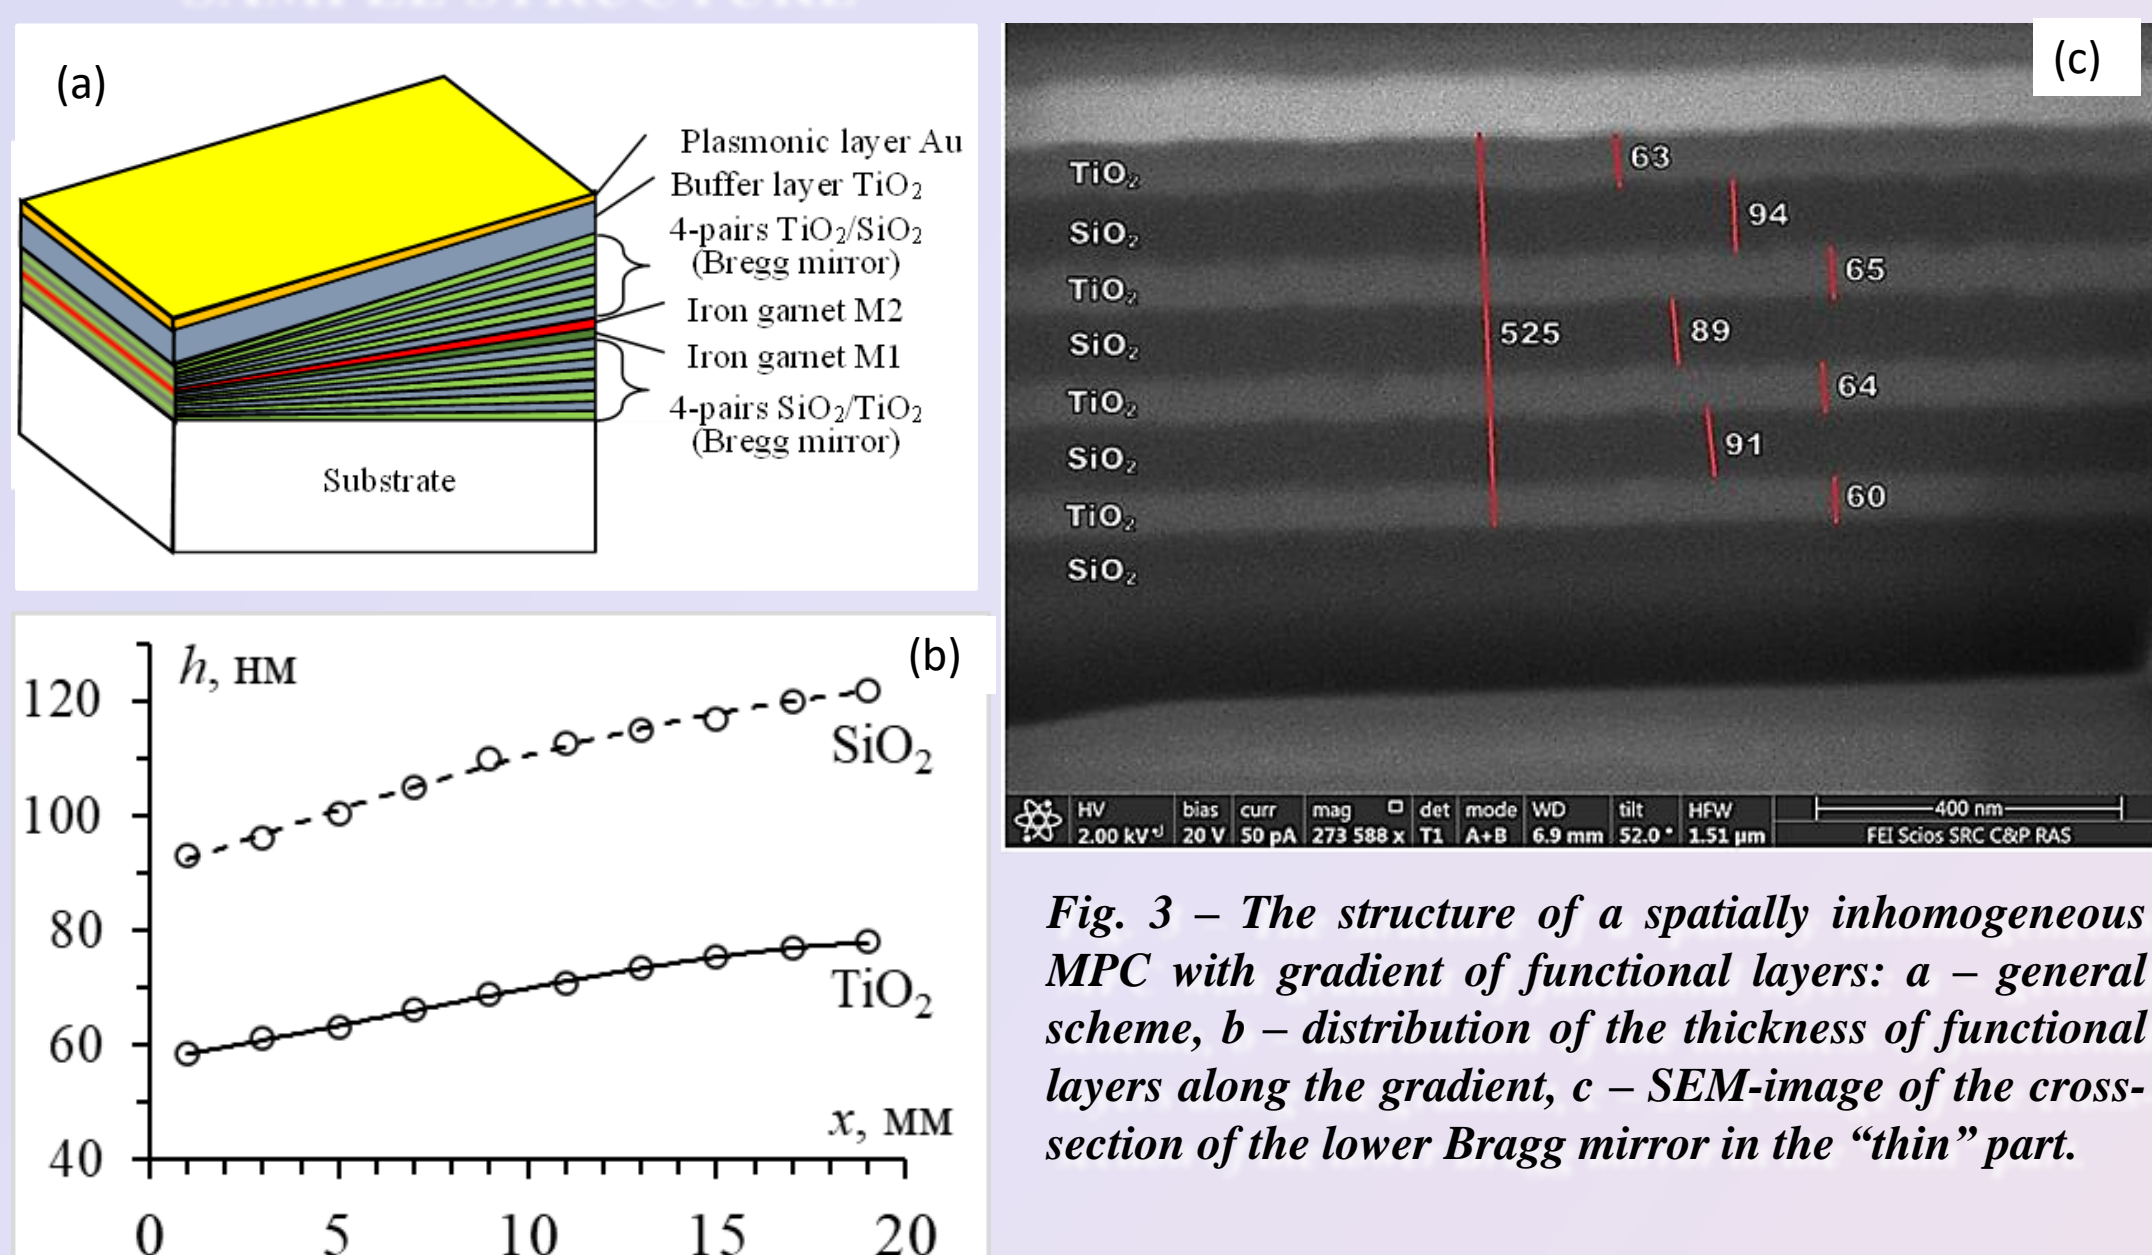 SAMPLE STRUCTURE
(a)
Plasmonic layer Au
Buffer layer TiO₂
4-pairs TiO₂/SiO₂
(Bregg mirror)
Iron garnet M2
Iron garnet M1
4-pairs SiO₂/TiO₂
(Bregg mirror)
Substrate
(b)
h, нм
120
100
80
60
40
SiO₂
TiO₂
x, мм
0 5 10 15 20
(c)
TiO₂ 63
SiO₂ 94
TiO₂ 65
SiO₂ 525 89
TiO₂ 64
SiO₂ 91
TiO₂ 60
SiO₂
HV bias curr mag det mode WD tilt HFW 400 nm
2.00 kV 20 V 50 pA 273 588 x T1 A+B 6.9 mm 52.0 ° 1.51 µm FEI Scios SRC C&P RAS
Fig. 3 – The structure of a spatially inhomogeneous
MPC with gradient of functional layers: a – general
scheme, b – distribution of the thickness of functional
layers along the gradient, c – SEM-image of the cross-
section of the lower Bragg mirror in the “thin” part.